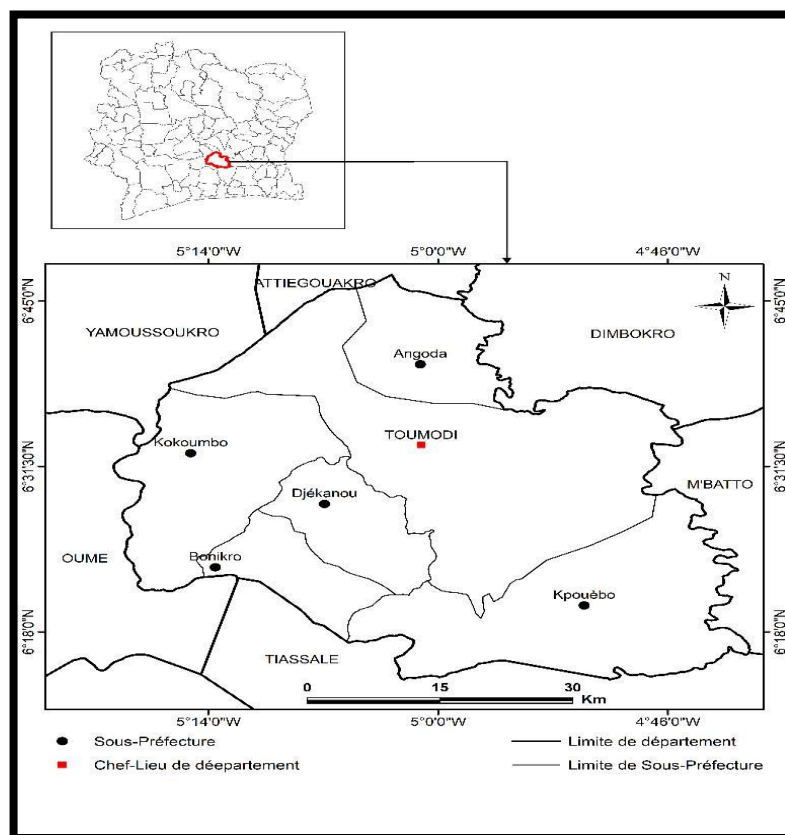 5°14'0"W 5°0'0"W 4°46'0"W
6°45'0"N 6°45'0"N
ATTIEGOUAKRO
N
YAMOUSSOUKRO
DIMBOKRO
Angoda
TOUMODI
Kokoumbo
6°31'30"N 6°31'30"N
M'BATTO
Djékanou
OUME
Bonikro
Kpouèbo
6°18'0"N 6°18'0"N
TIASSALE
0 15 30
Km
5°14'0"W 5°0'0"W 4°46'0"W
Sous-Préfecture
Limite de département
Chef-Lieu de déepartement
Limite de Sous-Préfecture